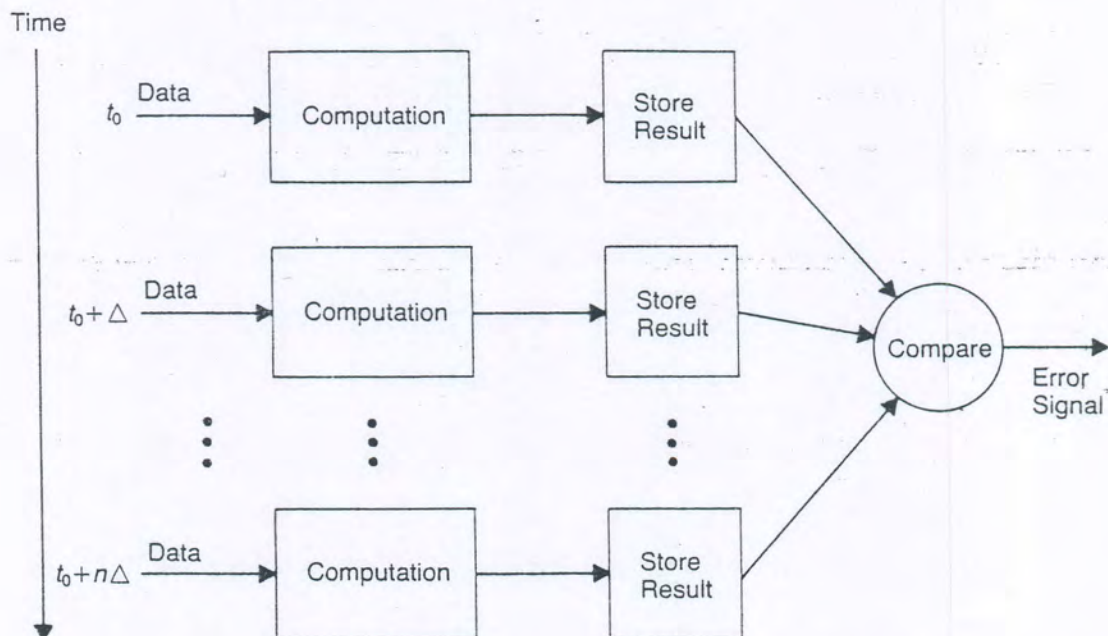 Time
t₀
Data
Computation
Store
Result
t₀+△
Data
Computation
Store
Result
Compare
Error
Signal
t₀+n△
Data
Computation
Store
Result